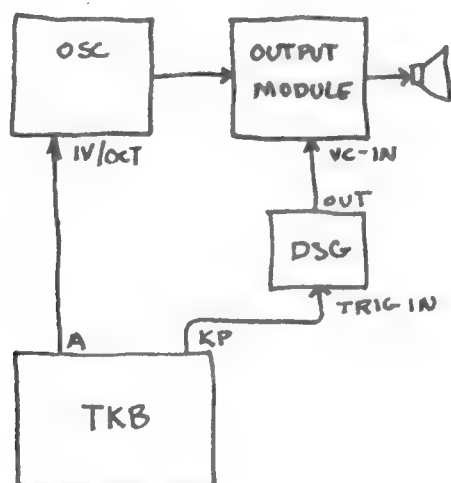 OSC
OUTPUT
MODULE
1V/OCT
VC-IN
OUT
DSG
TRIG IN
A
KP
TKB